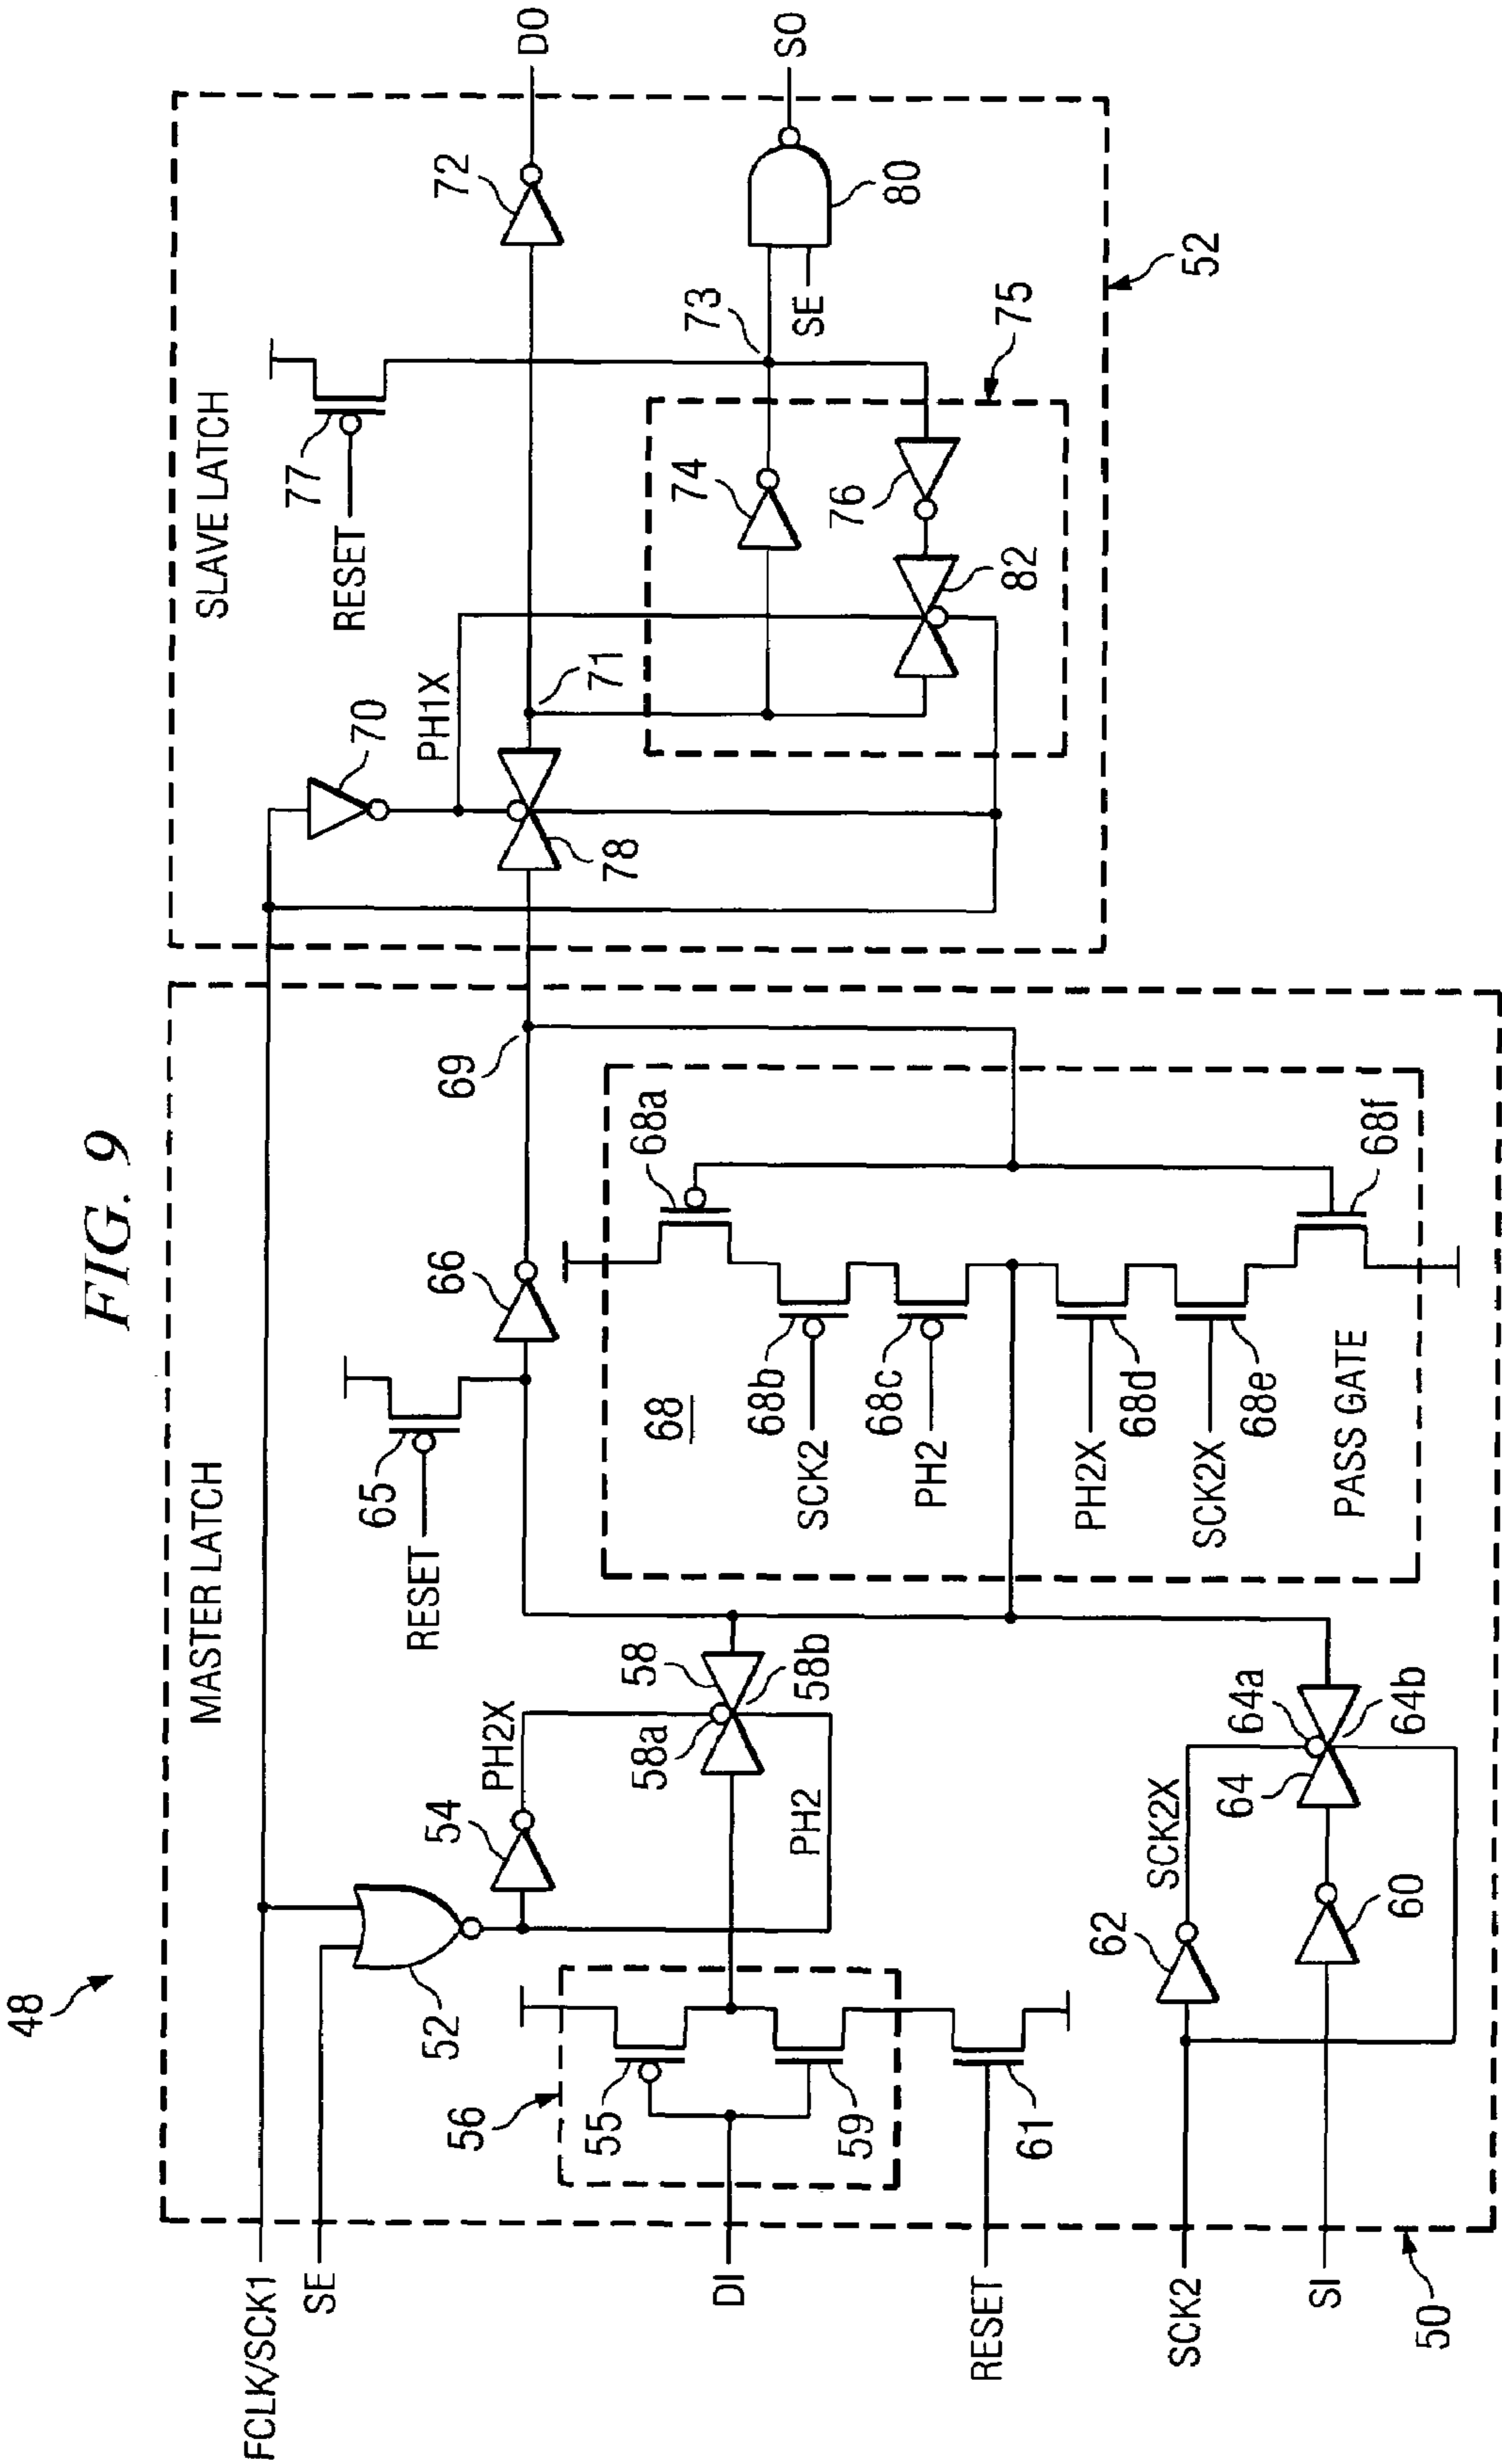 FIG. 9
48
MASTER LATCH
SLAVE LATCH
FCLK/SCK1
SE
52
54
PH2X
58
58a
58b
PH2
56
55
59
DI
RESET
61
SCK2
62
SCK2X
SI
60
64
64a
64b
50
65
RESET
66
69
68
68a
68b
SCK2
68c
PH2
PH2X
68d
SCK2X
68e
68f
PASS GATE
70
PH1X
78
71
77
RESET
72
DO
73
74
76
82
75
SE
80
SO
52